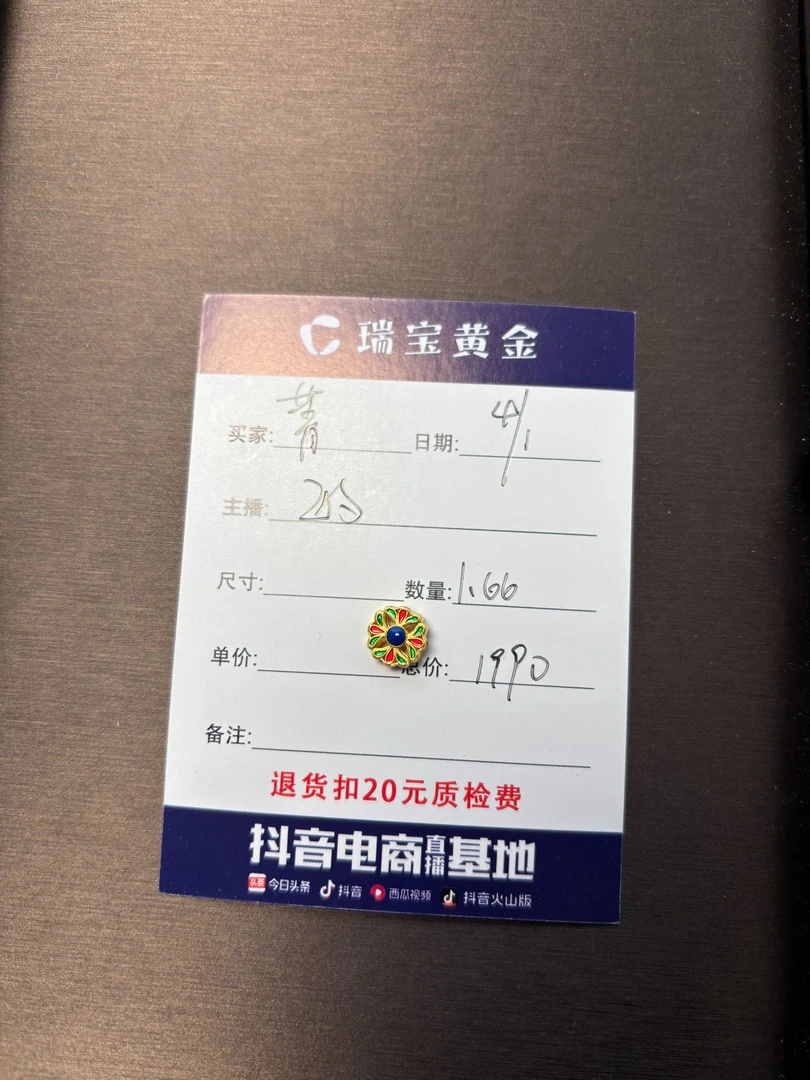 瑞宝黄金
买家: 菁 日期: 4/1
主播:
尺寸: 数量: 1.66
单价: 总价: 1990
备注:
退货扣20元质检费
抖音电商直播基地
头条 今日头条 抖音 西瓜视频 抖音火山版